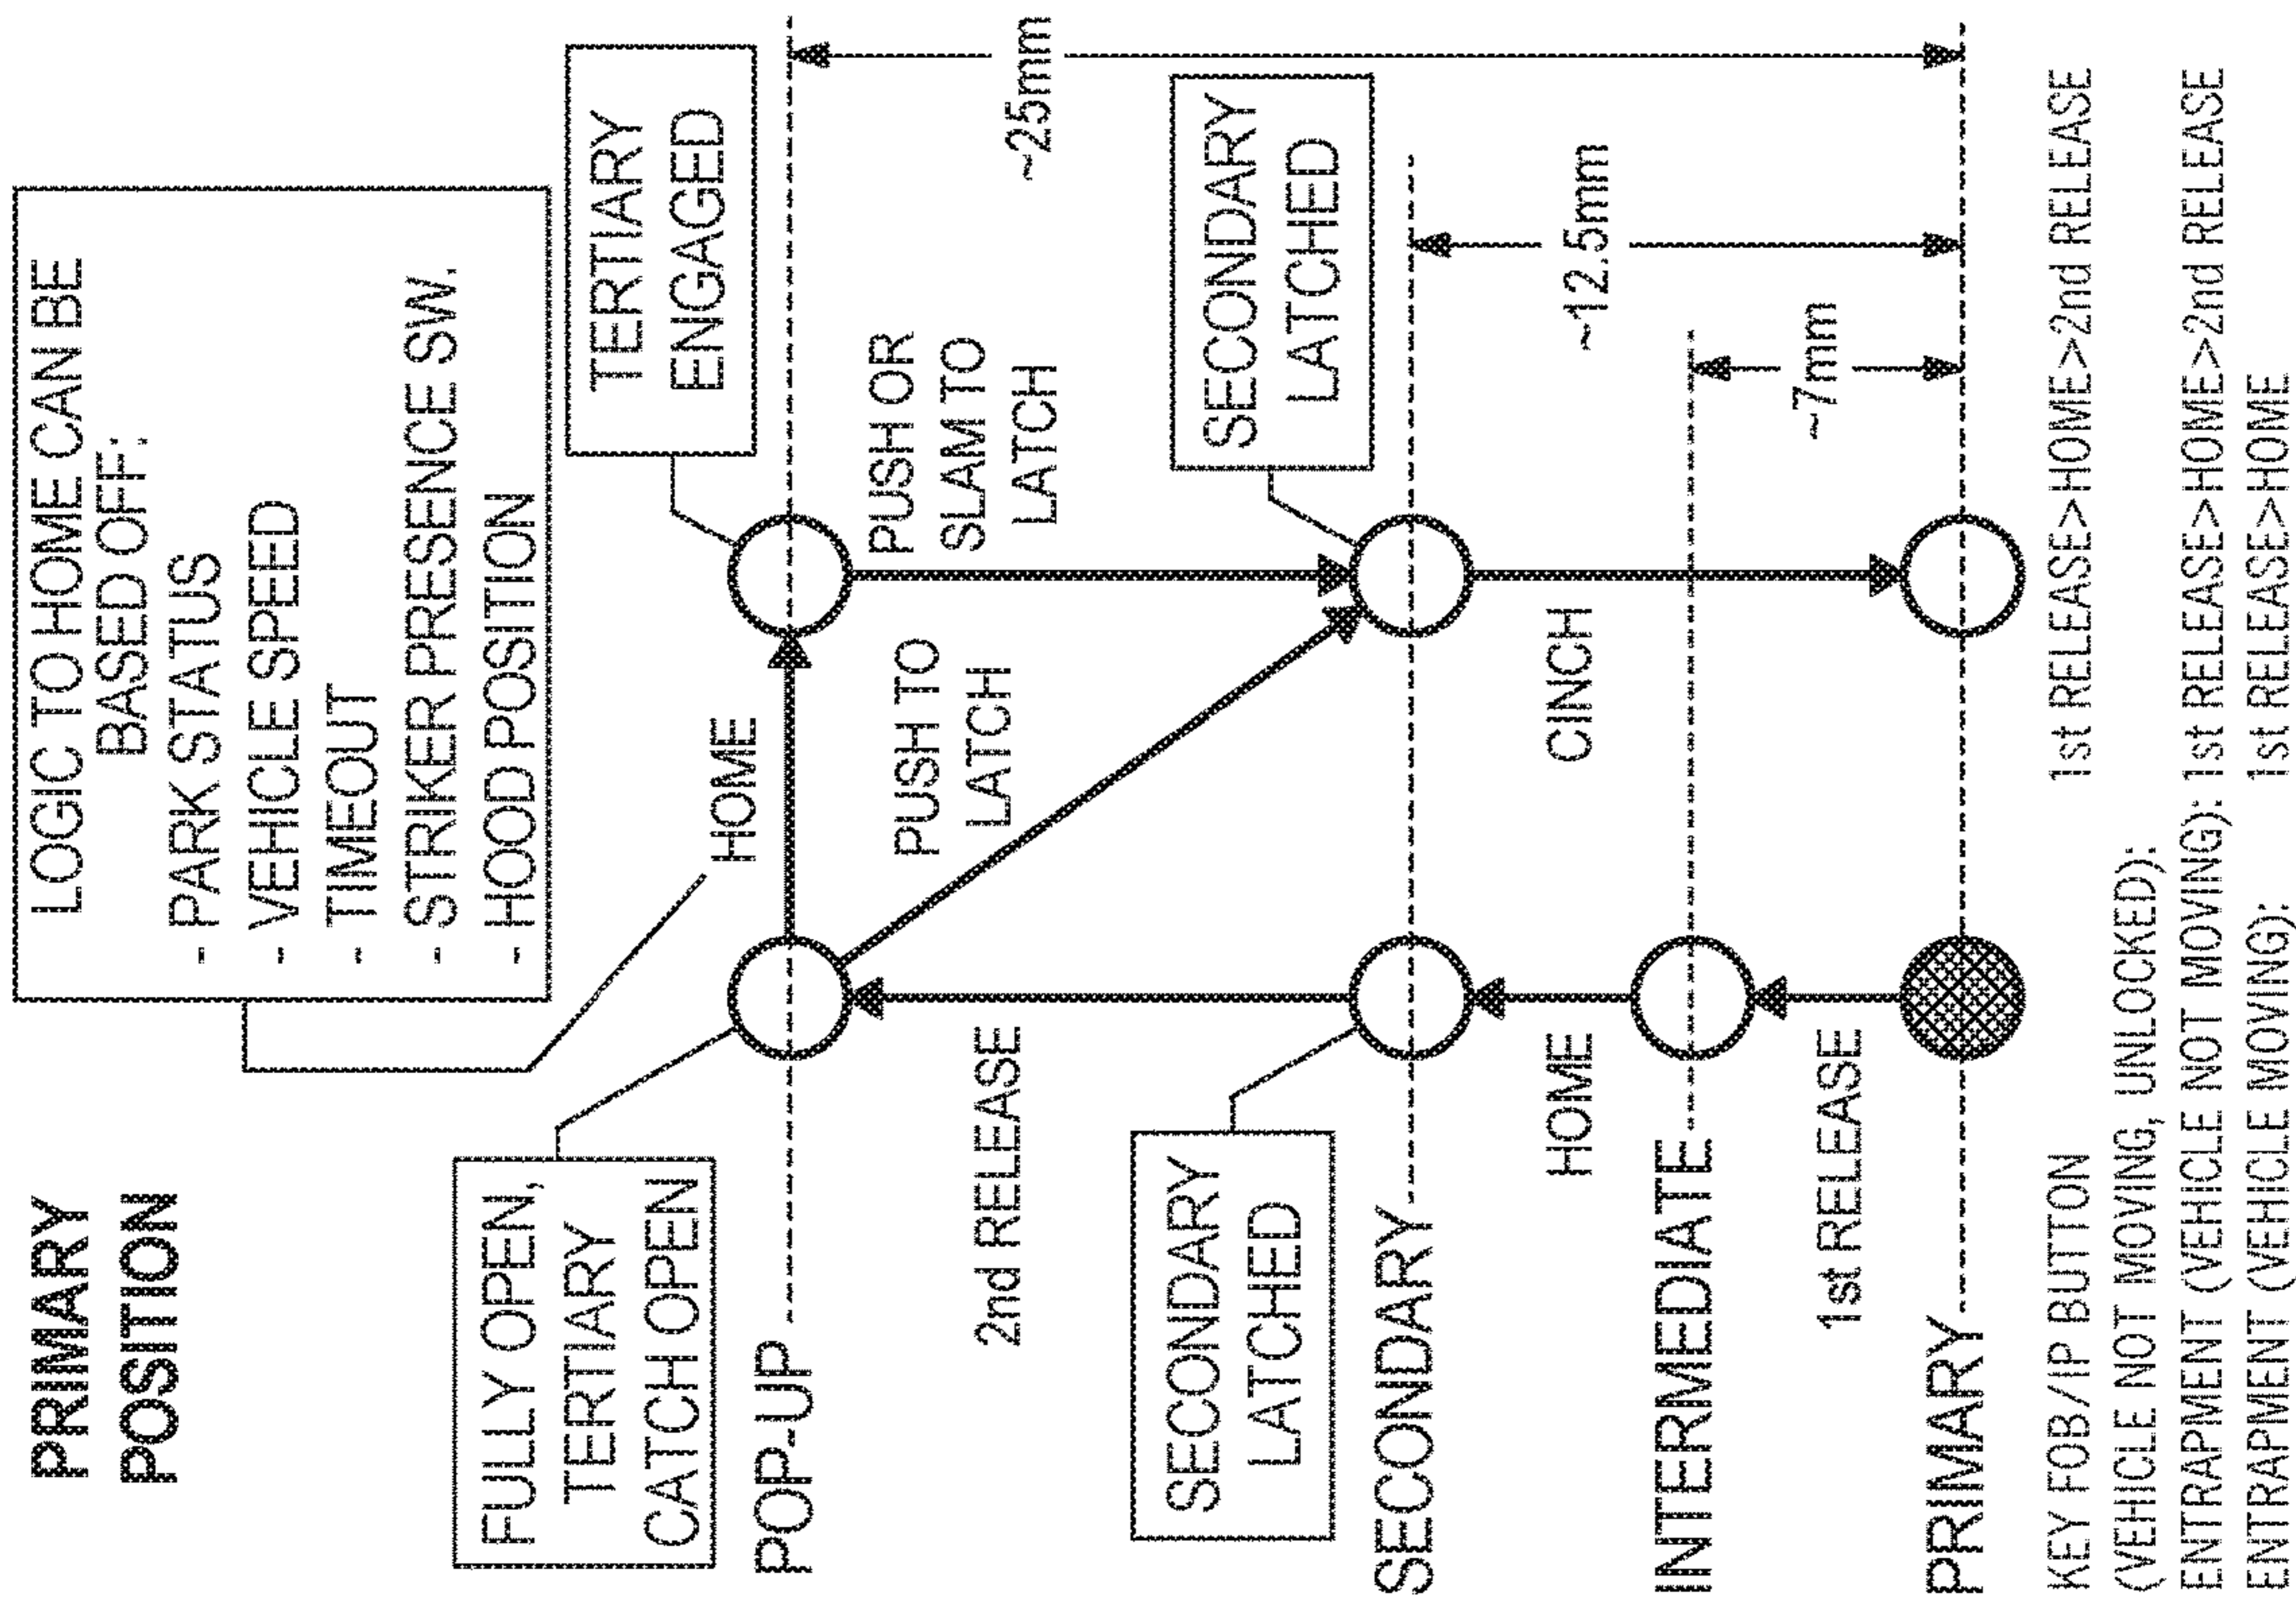 PRIMARY
POSITION
LOGIC TO HOME CAN BE
BASED OFF:
- PARK STATUS
- VEHICLE SPEED
- TIMEOUT
- STRIKER PRESENCE SW.
- HOOD POSITION
FULLY OPEN,
TERTIARY
CATCH OPEN
HOME
TERTIARY
ENGAGED
POP-UP
2nd RELEASE
PUSH TO
LATCH
PUSH OR
SLAM TO
LATCH
~25mm
SECONDARY
LATCHED
SECONDARY
LATCHED
SECONDARY
HOME
CINCH
~12.5mm
INTERMEDIATE
1st RELEASE
~7mm
PRIMARY
KEY FOB/IP BUTTON
(VEHICLE NOT MOVING, UNLOCKED): 1st RELEASE>HOME>2nd RELEASE
ENTRAPMENT (VEHICLE NOT MOVING): 1st RELEASE>HOME>2nd RELEASE
ENTRAPMENT (VEHICLE MOVING): 1st RELEASE>HOME